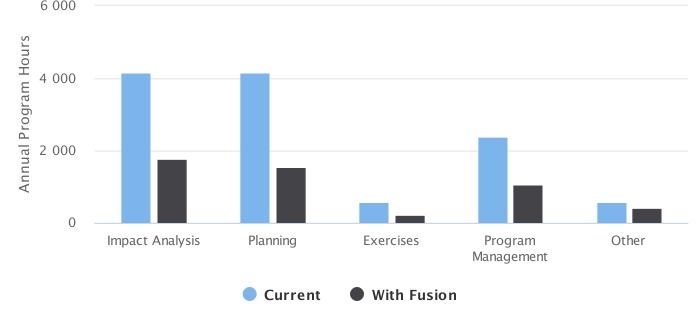 6 000
4 000
2 000
0
Annual Program Hours
Impact Analysis
Planning
Exercises
Program
Management
Other
Current
With Fusion